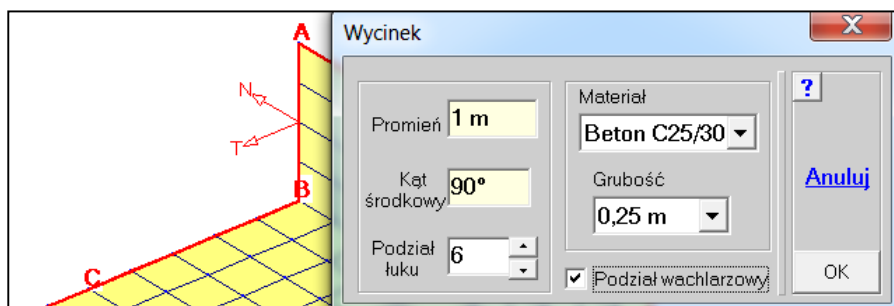 A
N
T
B
C
Wycinek
X
Promień 1 m
Kąt środkowy 90º
Podział łuku 6
Materiał
Beton C25/30
Grubość
0,25 m
Podział wachlarzowy
?
Anuluj
OK